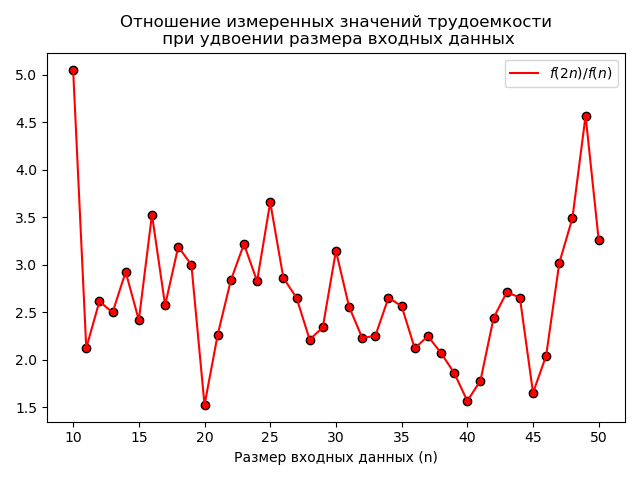 Отношение измеренных значений трудоемкости
при удвоении размера входных данных
f(2n)/f(n)
5.0
4.5
4.0
3.5
3.0
2.5
2.0
1.5
10 15 20 25 30 35 40 45 50
Размер входных данных (n)